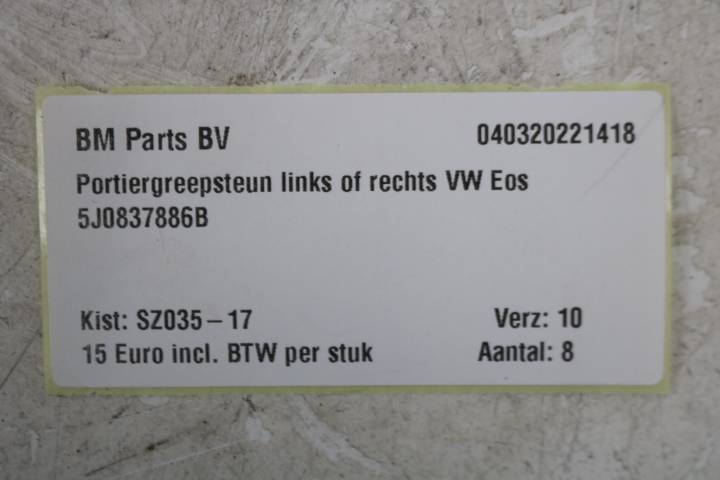 BM Parts BV 040320221418
Portiergreepsteun links of rechts VW Eos
5J0837886B
Kist: SZ035-17 Verz: 10
15 Euro incl. BTW per stuk Aantal: 8